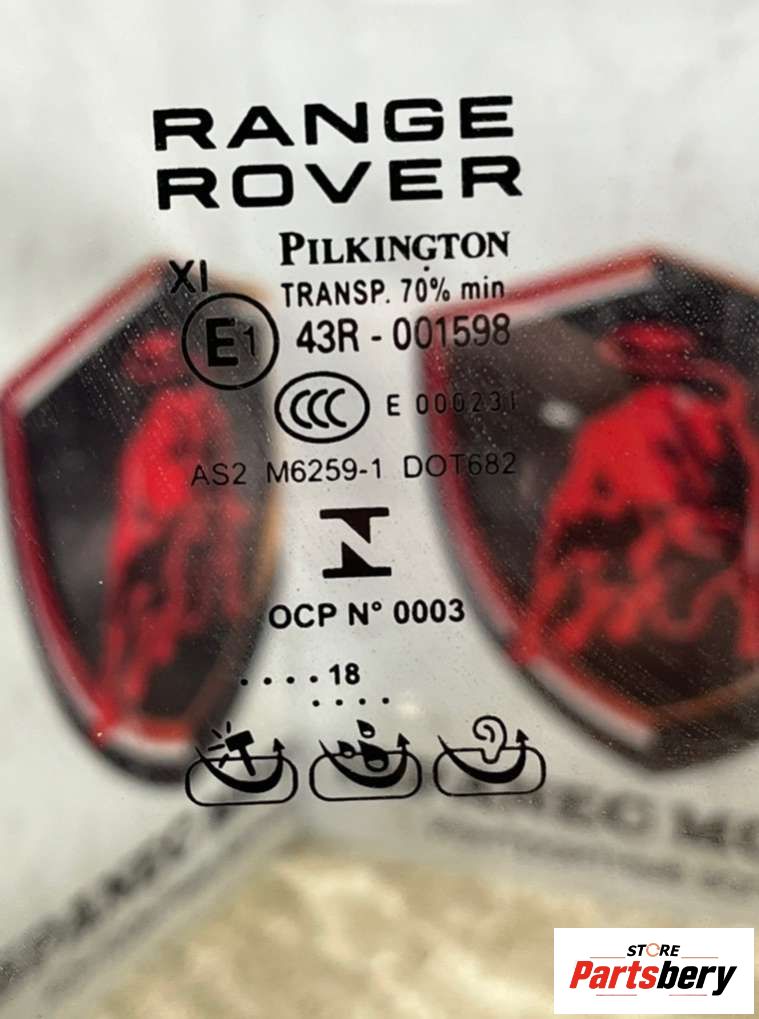 RANGE
ROVER
PILKINGTON
XI
TRANSP. 70% min
E1 43R - 001598
CCC E 000231
AS2 M6259-1 DOT682
OCP N° 0003
. . . . 18
. . . .
STORE
Partsbery